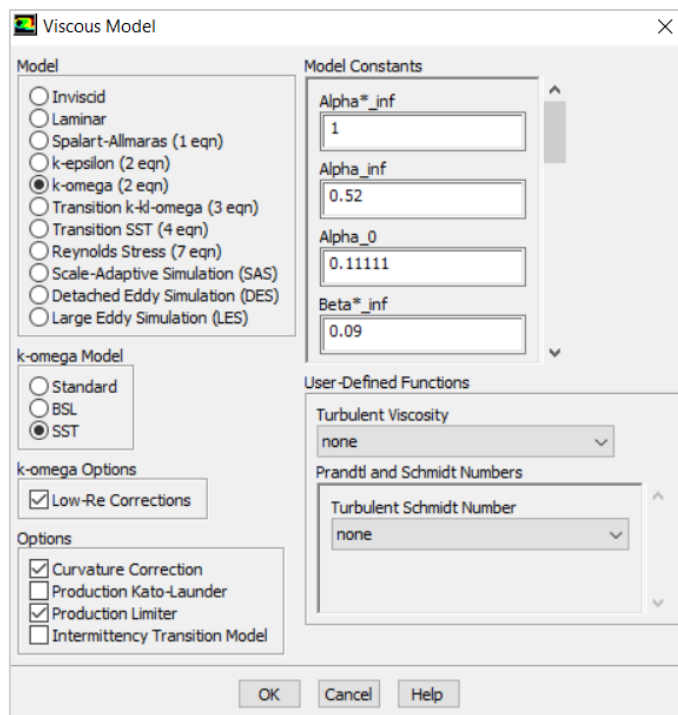 Viscous Model
Model
Inviscid
Laminar
Spalart-Allmaras (1 eqn)
k-epsilon (2 eqn)
k-omega (2 eqn)
Transition k-kl-omega (3 eqn)
Transition SST (4 eqn)
Reynolds Stress (7 eqn)
Scale-Adaptive Simulation (SAS)
Detached Eddy Simulation (DES)
Large Eddy Simulation (LES)
k-omega Model
Standard
BSL
SST
k-omega Options
Low-Re Corrections
Options
Curvature Correction
Production Kato-Launder
Production Limiter
Intermittency Transition Model
Model Constants
Alpha*_inf
1
Alpha_inf
0.52
Alpha_0
0.11111
Beta*_inf
0.09
User-Defined Functions
Turbulent Viscosity
none
Prandtl and Schmidt Numbers
Turbulent Schmidt Number
none
OK
Cancel
Help